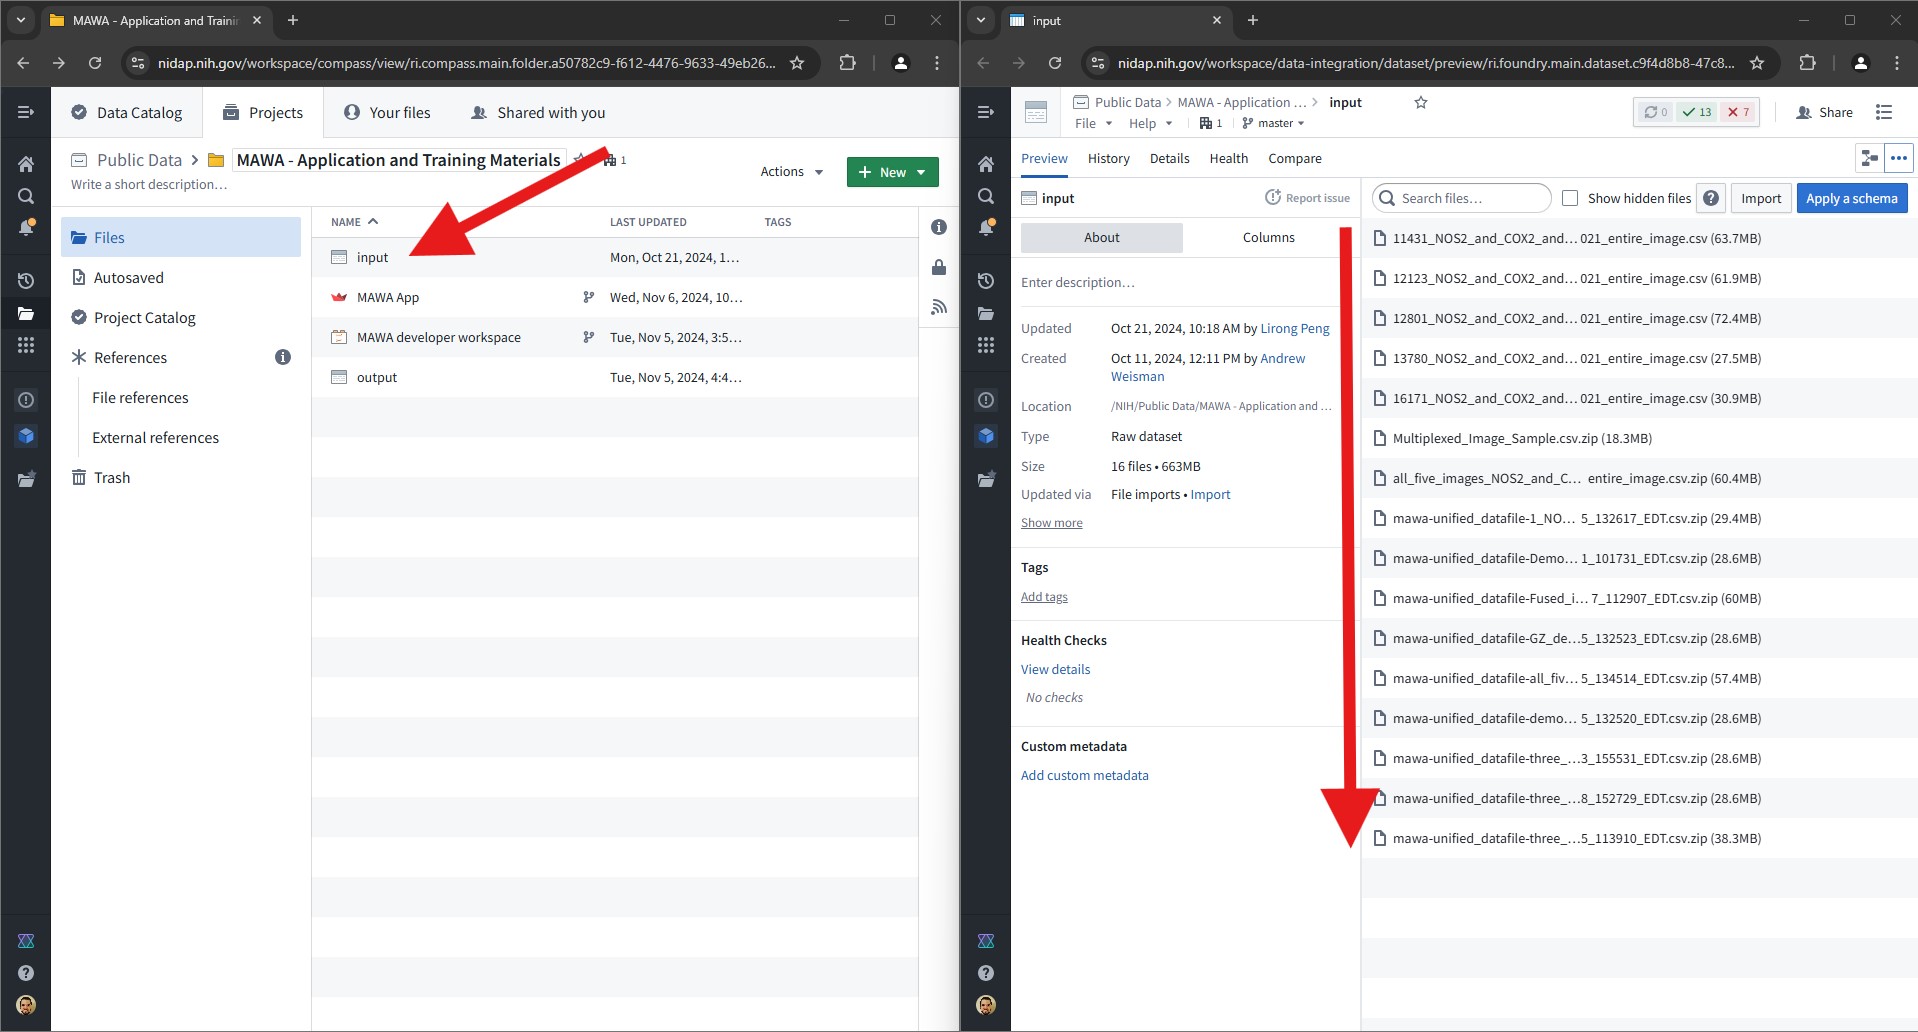 MAWA - Application and Trainin
nidap.nih.gov/workspace/compass/view/ri.compass.main.folder.a50782c9-f612-4476-9633-49eb26...
Data Catalog
Projects
Your files
Shared with you
Public Data
MAWA - Application and Training Materials
1
Write a short description…
Actions
New
Files
Autosaved
Project Catalog
References
File references
External references
Trash
NAME
LAST UPDATED
TAGS
input
Mon, Oct 21, 2024, 1…
MAWA App
Wed, Nov 6, 2024, 10…
MAWA developer workspace
Tue, Nov 5, 2024, 3:5…
output
Tue, Nov 5, 2024, 4:4…
input
nidap.nih.gov/workspace/data-integration/dataset/preview/ri.foundry.main.dataset.c9f4d8b8-47c8...
Public Data > MAWA - Application … > input
File
Help
1
master
0
13
7
Share
Preview
History
Details
Health
Compare
input
Report issue
About
Columns
Enter description…
Updated
Oct 21, 2024, 10:18 AM by Lirong Peng
Created
Oct 11, 2024, 12:11 PM by Andrew
Weisman
Location
/NIH/Public Data/MAWA - Application and …
Type
Raw dataset
Size
16 files • 663MB
Updated via
File imports • Import
Show more
Tags
Add tags
Health Checks
View details
No checks
Custom metadata
Add custom metadata
Search files…
Show hidden files
?
Import
Apply a schema
11431_NOS2_and_COX2_and… 021_entire_image.csv (63.7MB)
12123_NOS2_and_COX2_and… 021_entire_image.csv (61.9MB)
12801_NOS2_and_COX2_and… 021_entire_image.csv (72.4MB)
13780_NOS2_and_COX2_and… 021_entire_image.csv (27.5MB)
16171_NOS2_and_COX2_and… 021_entire_image.csv (30.9MB)
Multiplexed_Image_Sample.csv.zip (18.3MB)
all_five_images_NOS2_and_C… entire_image.csv.zip (60.4MB)
mawa-unified_datafile-1_NO… 5_132617_EDT.csv.zip (29.4MB)
mawa-unified_datafile-Demo… 1_101731_EDT.csv.zip (28.6MB)
mawa-unified_datafile-Fused_i… 7_112907_EDT.csv.zip (60MB)
mawa-unified_datafile-GZ_de…5_132523_EDT.csv.zip (28.6MB)
mawa-unified_datafile-all_fiv… 5_134514_EDT.csv.zip (57.4MB)
mawa-unified_datafile-demo… 5_132520_EDT.csv.zip (28.6MB)
mawa-unified_datafile-three_…3_155531_EDT.csv.zip (28.6MB)
mawa-unified_datafile-three_…8_152729_EDT.csv.zip (28.6MB)
mawa-unified_datafile-three_…5_113910_EDT.csv.zip (38.3MB)